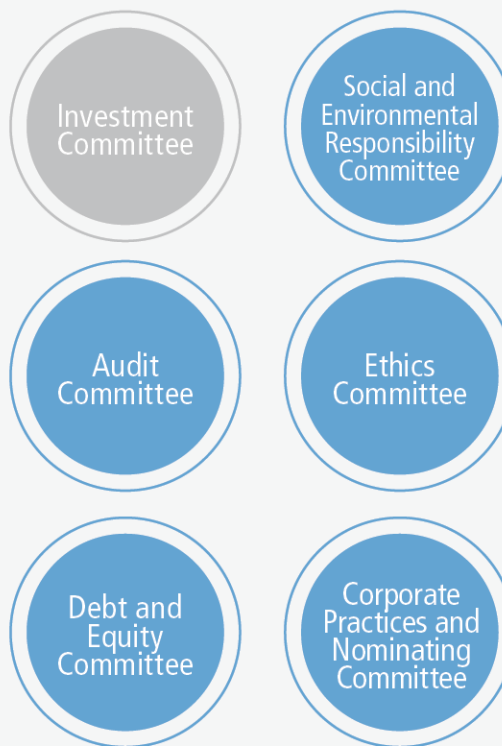 Investment
Committee
Social and
Environmental
Responsibility
Committee
Audit
Committee
Ethics
Committee
Debt and
Equity
Committee
Corporate
Practices and
Nominating
Committee